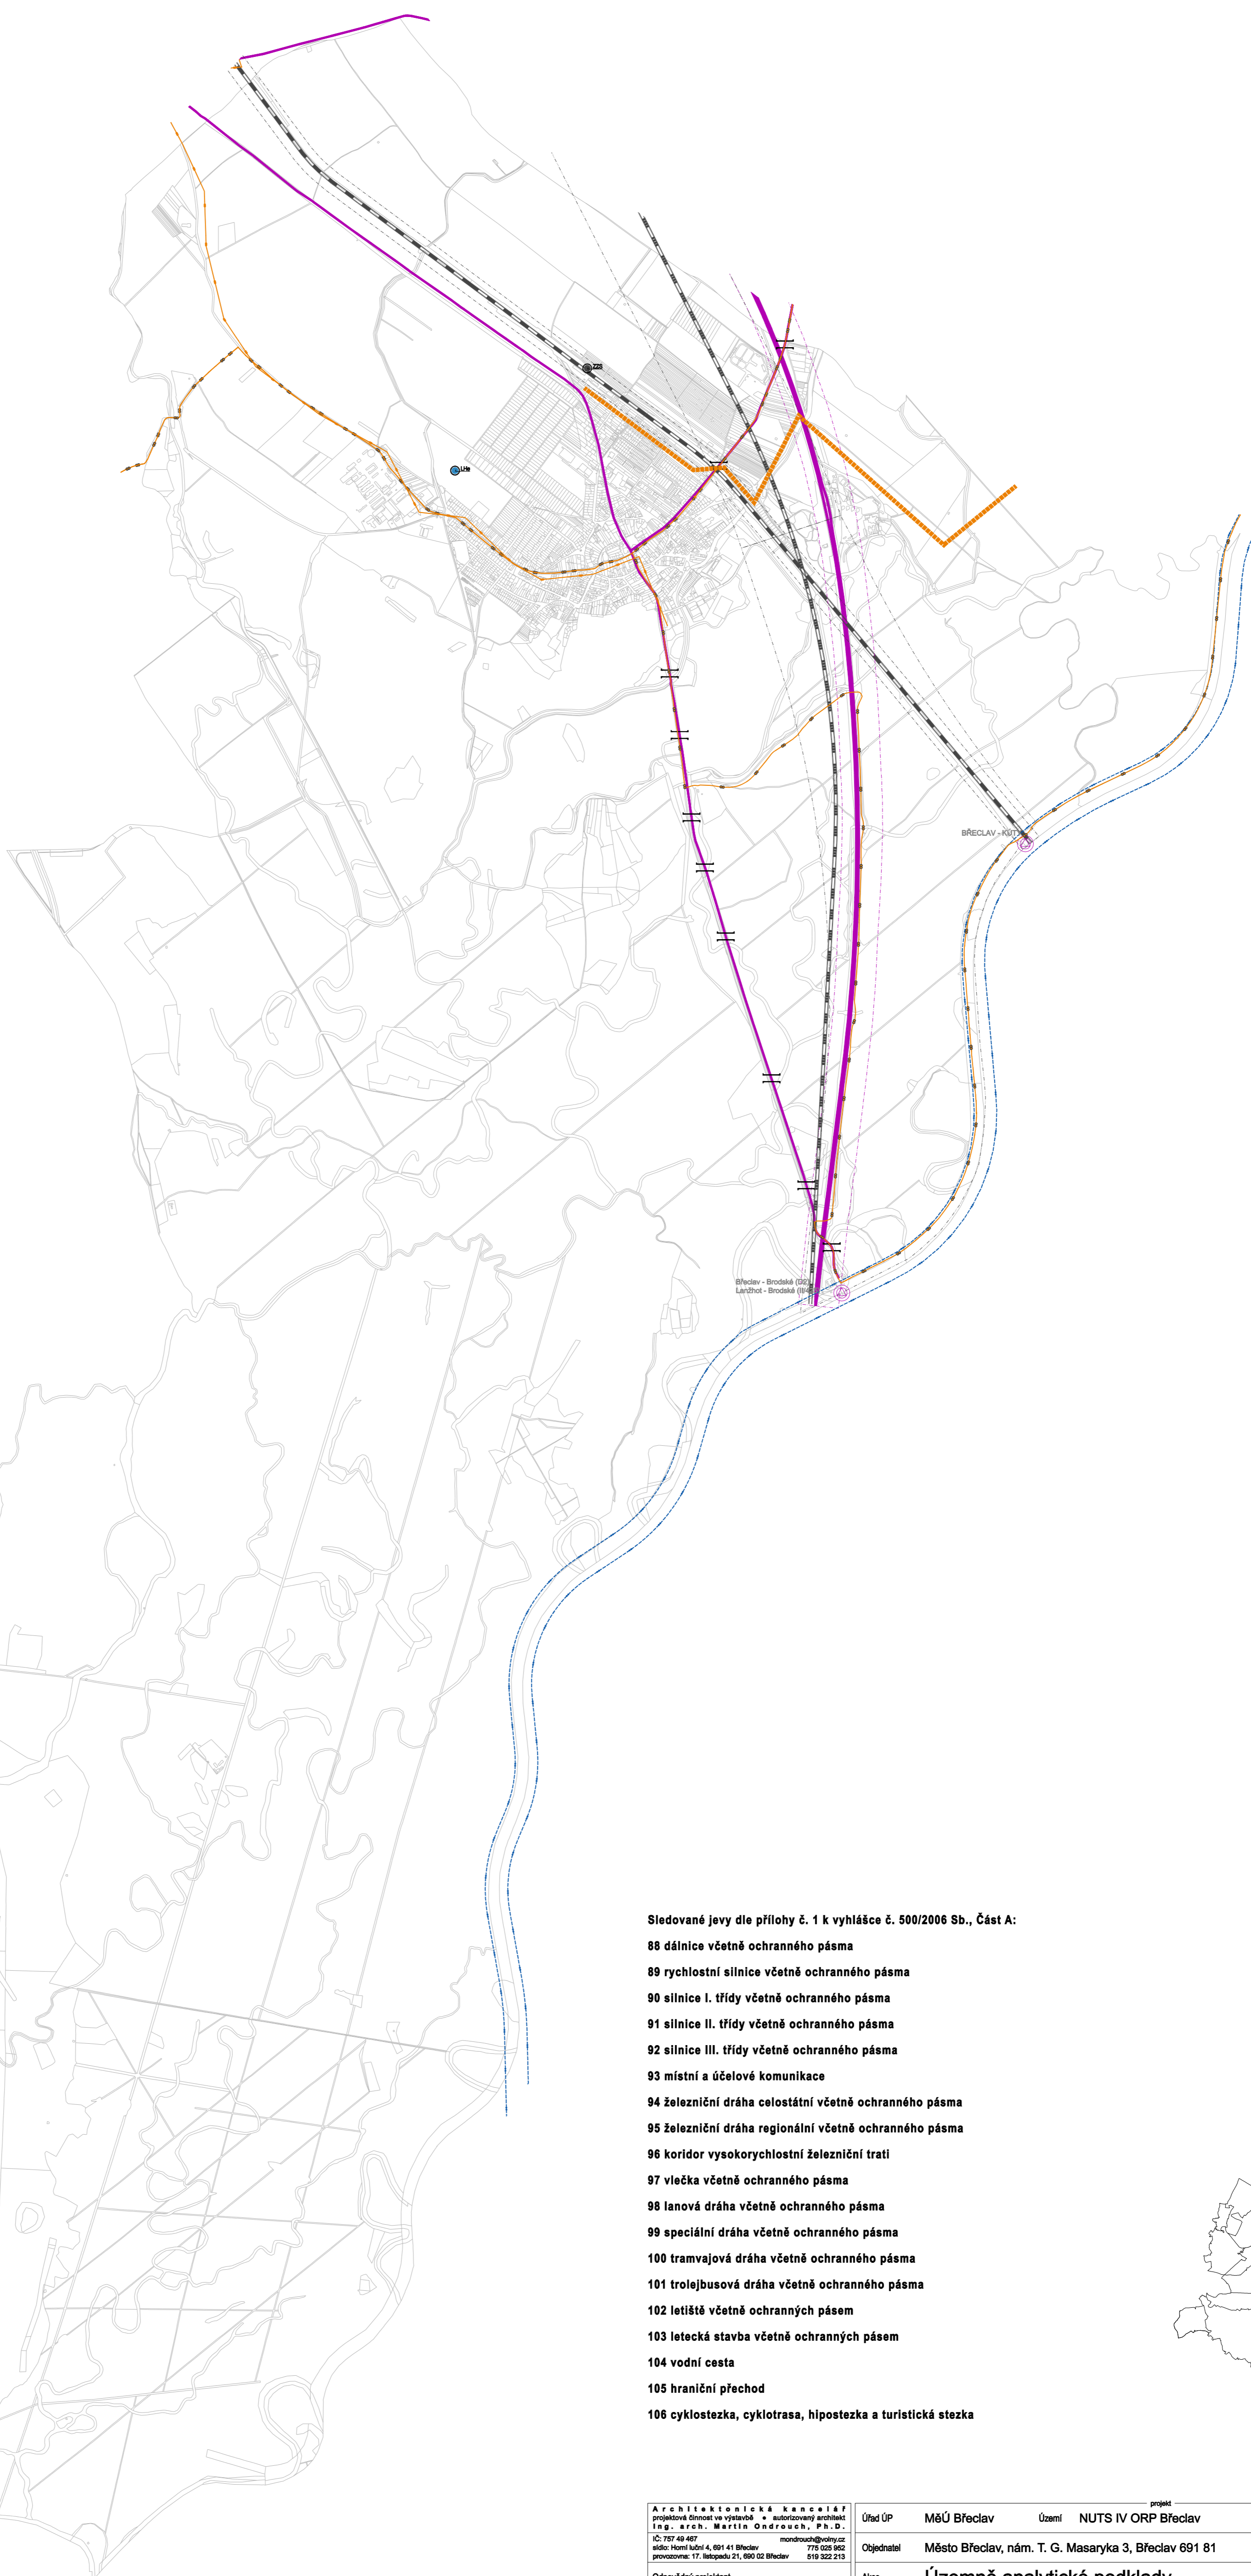 ZZS
LHe
BŘECLAV - KÚTY
Břeclav - Brodské (D2)
Lanžhot - Brodské
Sledované jevy dle přílohy č. 1 k vyhlášce č. 500/2006 Sb., Část A:
88 dálnice včetně ochranného pásma
89 rychlostní silnice včetně ochranného pásma
90 silnice I. třídy včetně ochranného pásma
91 silnice II. třídy včetně ochranného pásma
92 silnice III. třídy včetně ochranného pásma
93 místní a účelové komunikace
94 železniční dráha celostátní včetně ochranného pásma
95 železniční dráha regionální včetně ochranného pásma
96 koridor vysokorychlostní železniční trati
97 vlečka včetně ochranného pásma
98 lanová dráha včetně ochranného pásma
99 speciální dráha včetně ochranného pásma
100 tramvajová dráha včetně ochranného pásma
101 trolejbusová dráha včetně ochranného pásma
102 letiště včetně ochranných pásem
103 letecká stavba včetně ochranných pásem
104 vodní cesta
105 hraniční přechod
106 cyklostezka, cyklotrasa, hipostezka a turistická stezka
Architektonická kancelář
projektová činnost ve výstavbě • autorizovaný architekt
Ing. arch. Martin Ondrouch, Ph.D.
IČ: 757 49 467 mondrouch@volny.cz
sídlo: Horní luční 4, 691 41 Břeclav 775 025 952
provozovna: 17. listopadu 21, 690 02 Břeclav 519 322 213
projekt
Úřad ÚP MěÚ Břeclav Území NUTS IV ORP Břeclav
Objednatel Město Břeclav, nám. T. G. Masaryka 3, Břeclav 691 81
Územně analytické podklady